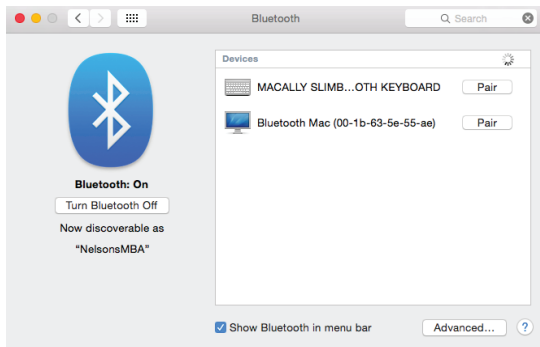 Bluetooth
Search
Devices
MACALLY SLIMB...OTH KEYBOARD
Pair
Bluetooth Mac (00-1b-63-5e-55-ae)
Pair
Bluetooth: On
Turn Bluetooth Off
Now discoverable as
“NelsonsMBA”
Show Bluetooth in menu bar
Advanced...
?